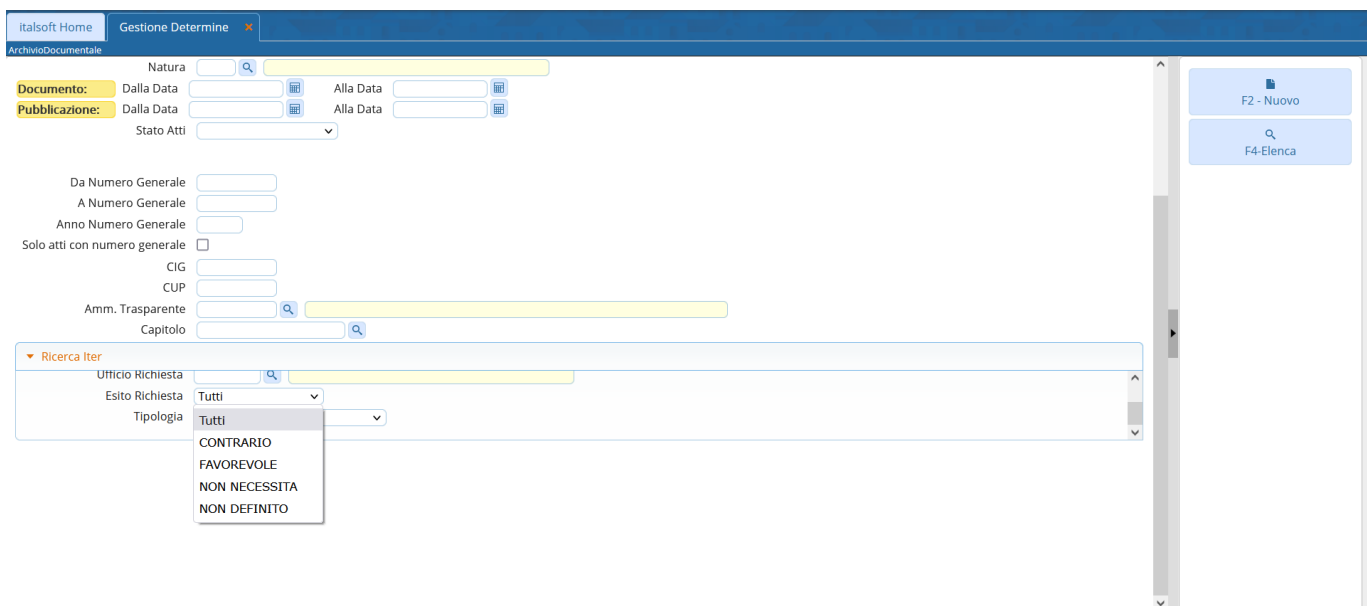 italsoft Home
Gestione Determine
ArchivioDocumentale
Natura
Documento: Dalla Data Alla Data
Pubblicazione: Dalla Data Alla Data
Stato Atti
Da Numero Generale
A Numero Generale
Anno Numero Generale
Solo atti con numero generale
CIG
CUP
Amm. Trasparente
Capitolo
Ricerca Iter
Ufficio Richiesta
Esito Richiesta Tutti
Tipologia
Tutti
CONTRARIO
FAVOREVOLE
NON NECESSITA
NON DEFINITO
F2 - Nuovo
F4-Elenca